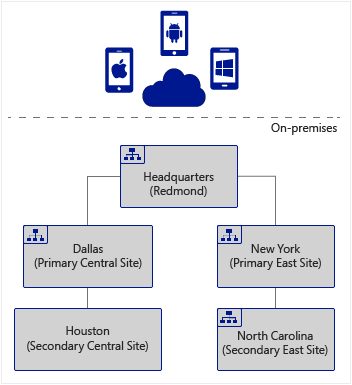 On-premises
Headquarters
(Redmond)
Dallas
(Primary Central Site)
New York
(Primary East Site)
Houston
(Secondary Central Site)
North Carolina
(Secondary East Site)